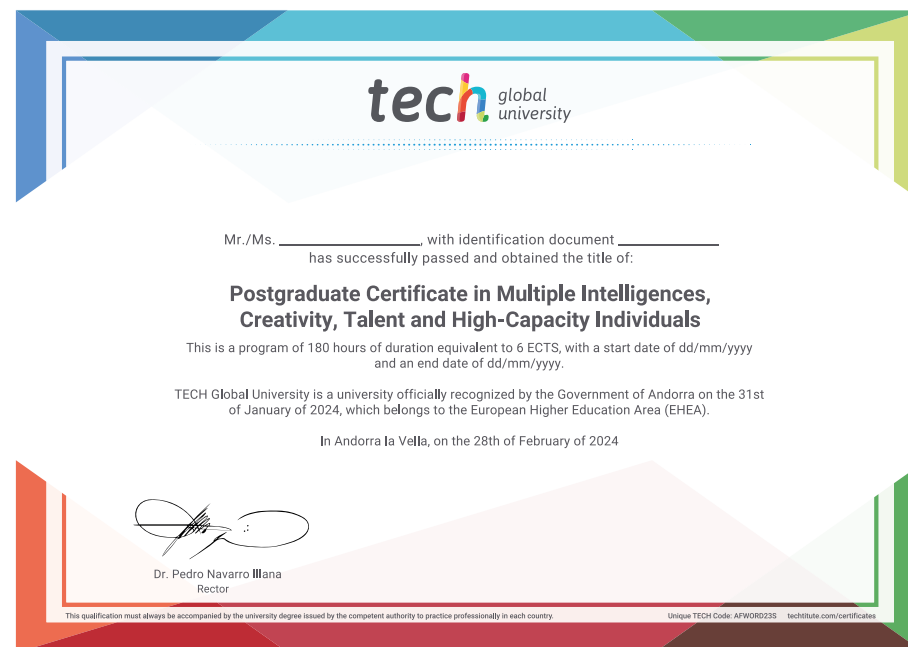 tech global
university
Mr./Ms. ____________________, with identification document ______________
has successfully passed and obtained the title of:
Postgraduate Certificate in Multiple Intelligences,
Creativity, Talent and High-Capacity Individuals
This is a program of 180 hours of duration equivalent to 6 ECTS, with a start date of dd/mm/yyyy
and an end date of dd/mm/yyyy.
TECH Global University is a university officially recognized by the Government of Andorra on the 31st
of January of 2024, which belongs to the European Higher Education Area (EHEA).
In Andorra la Vella, on the 28th of February of 2024
Dr. Pedro Navarro Illana
Rector
This qualification must always be accompanied by the university degree issued by the competent authority to practice professionally in each country.
Unique TECH Code: AFWORD23S techtitute.com/certificates